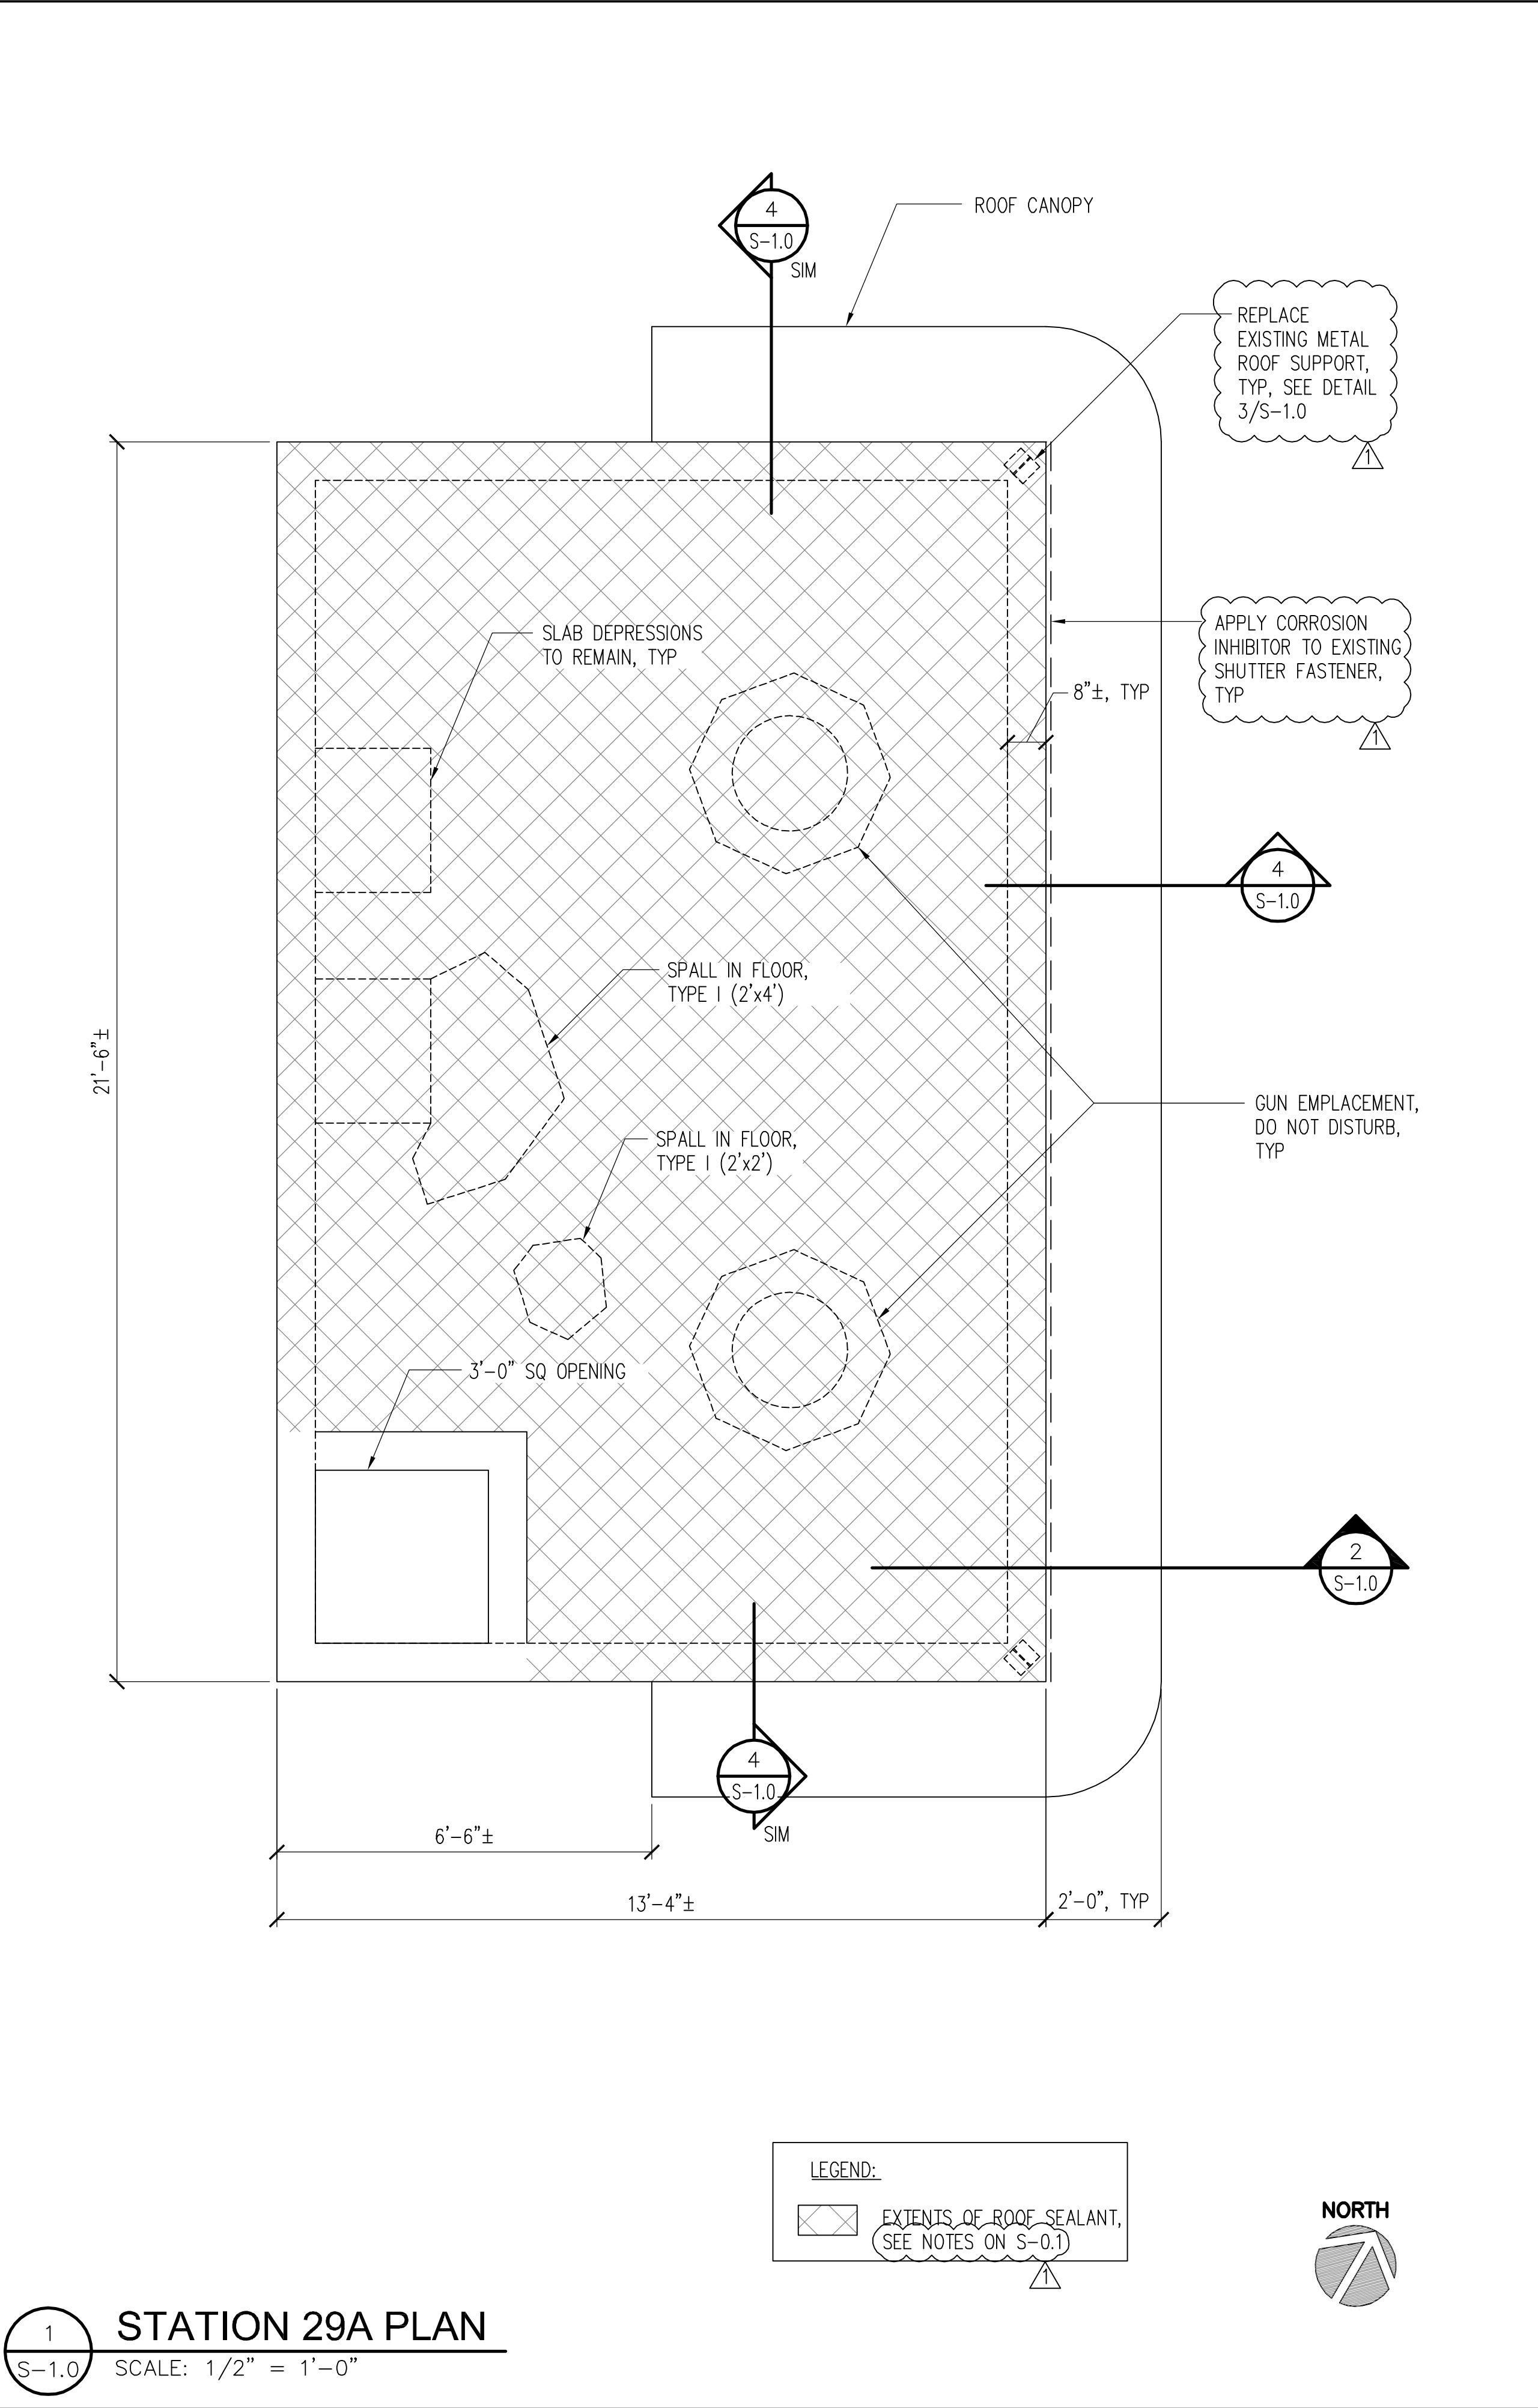 4
S-1.0
SIM
ROOF CANOPY
REPLACE
EXISTING METAL
ROOF SUPPORT,
TYP, SEE DETAIL
3/S-1.0
1
SLAB DEPRESSIONS
TO REMAIN, TYP
APPLY CORROSION
INHIBITOR TO EXISTING
SHUTTER FASTENER,
TYP
1
8"±, TYP
4
S-1.0
SPALL IN FLOOR,
TYPE I (2'x4')
21'-6"±
GUN EMPLACEMENT,
DO NOT DISTURB,
TYP
SPALL IN FLOOR,
TYPE I (2'x2')
3'-0" SQ OPENING
2
S-1.0
4
S-1.0
SIM
6'-6"±
13'-4"±
2'-0", TYP
LEGEND:
EXTENTS OF ROOF SEALANT,
SEE NOTES ON S-0.1
1
NORTH
1
S-1.0
STATION 29A PLAN
SCALE: 1/2" = 1'-0"